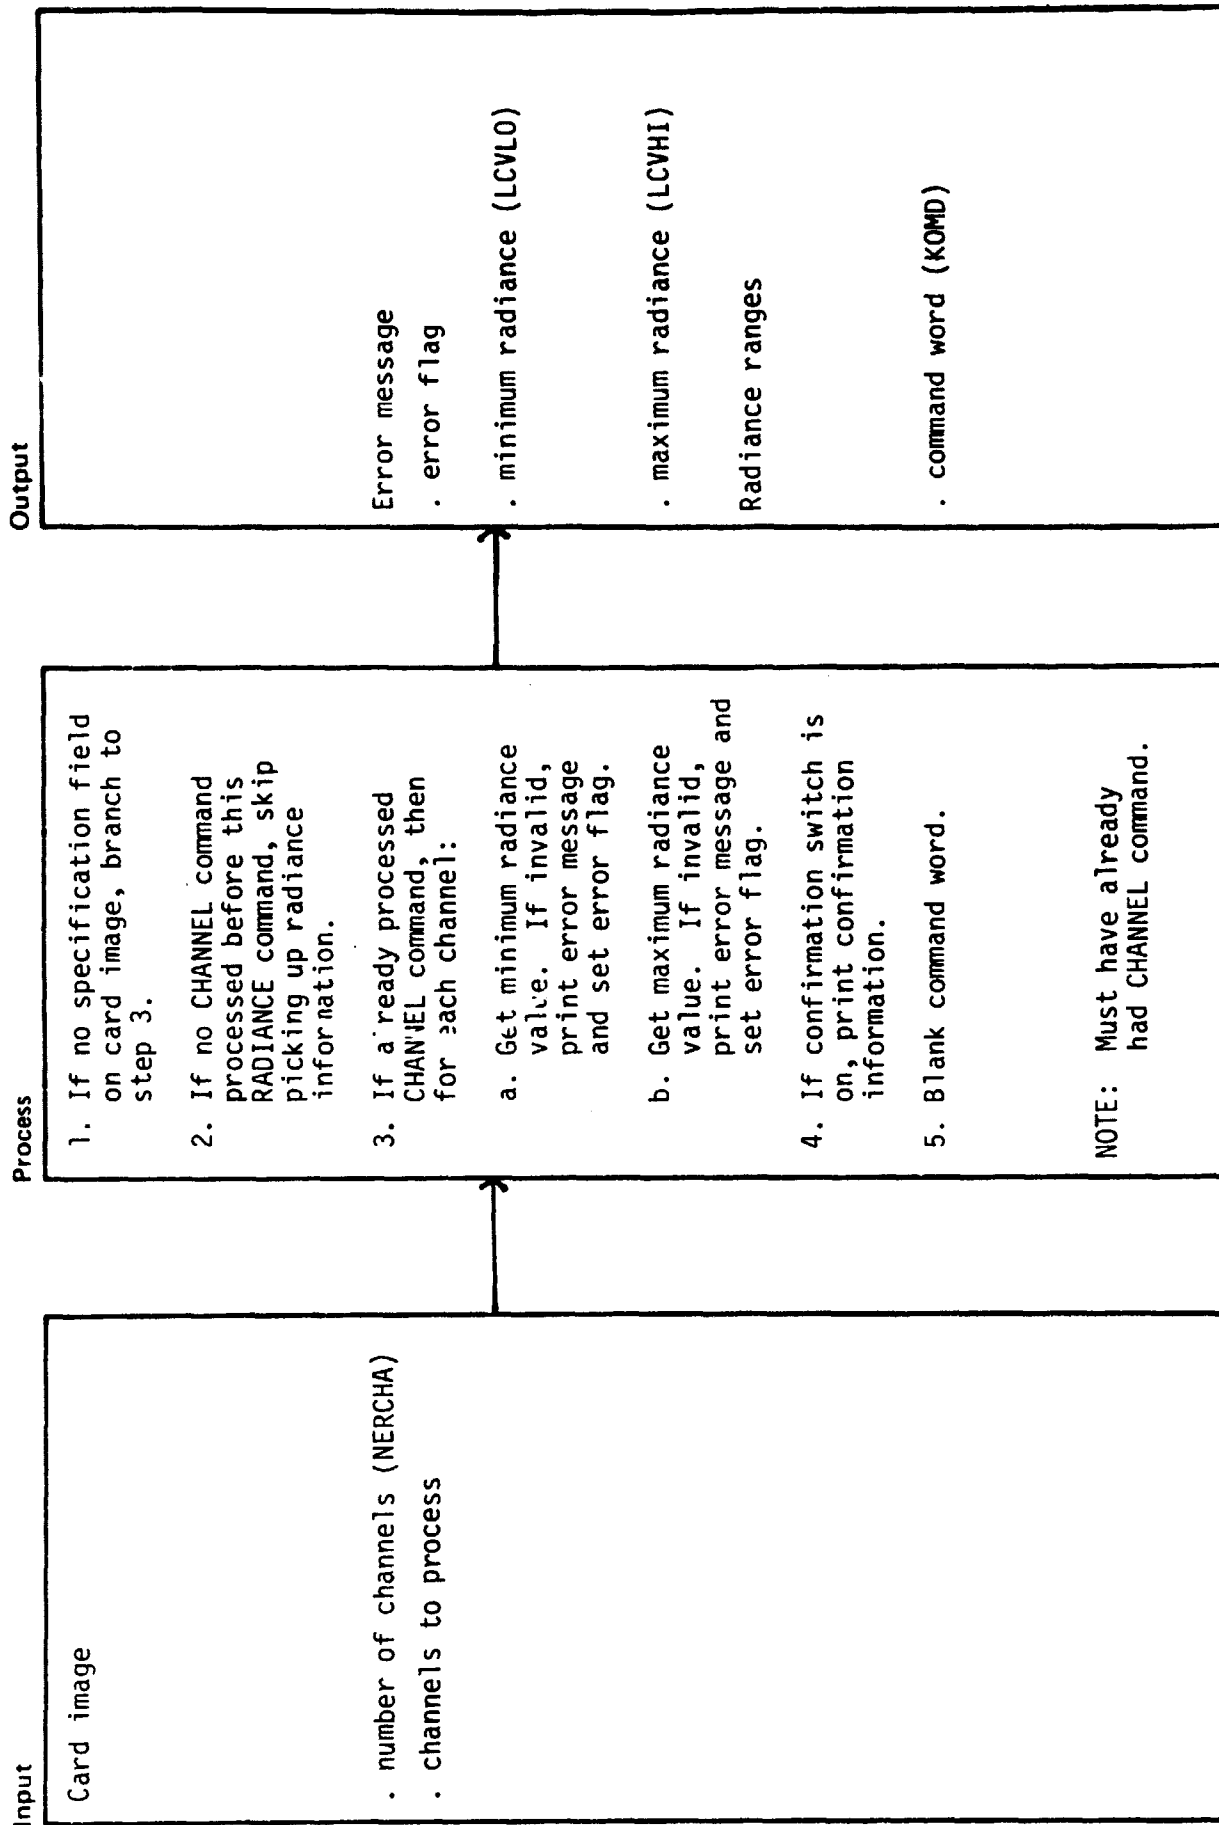 Input
Card image
. number of channels (NERCHA)
. channels to process
Process
1. If no specification field
on card image, branch to
step 3.
2. If no CHANNEL command
processed before this
RADIANCE command, skip
picking up radiance
information.
3. If a ready processed
CHANNEL command, then
for each channel:
a. Get minimum radiance
value. If invalid,
print error message
and set error flag.
b. Get maximum radiance
value. If invalid,
print error message and
set error flag.
4. If confirmation switch is
on, print confirmation
information.
5. Blank command word.
NOTE: Must have already
had CHANNEL command.
Output
Error message
. error flag
. minimum radiance (LCVLO)
. maximum radiance (LCVHI)
Radiance ranges
. command word (KOMD)